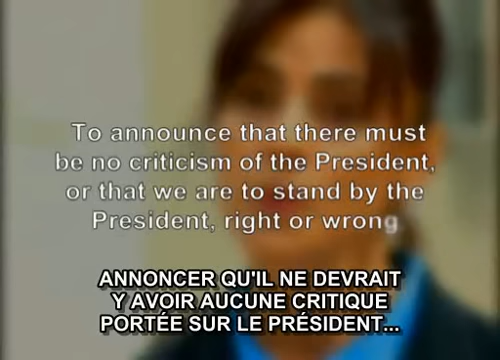 To announce that there must
be no criticism of the President,
or that we are to stand by the
President, right or wrong
ANNONCER QU'IL NE DEVRAIT
Y AVOIR AUCUNE CRITIQUE
PORTÉE SUR LE PRÉSIDENT...